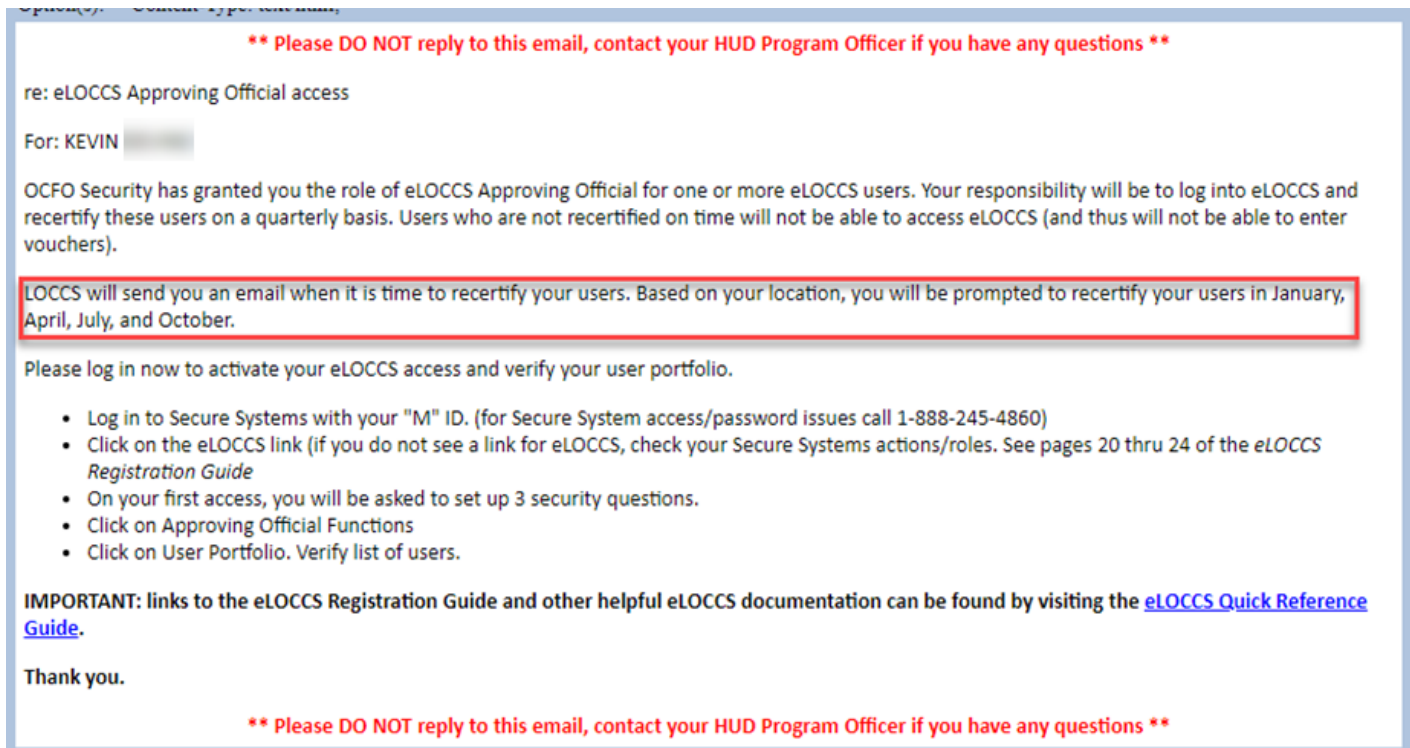 ** Please DO NOT reply to this email, contact your HUD Program Officer if you have any questions **
re: eLOCCS Approving Official access
For: KEVIN
OCFO Security has granted you the role of eLOCCS Approving Official for one or more eLOCCS users. Your responsibility will be to log into eLOCCS and
recertify these users on a quarterly basis. Users who are not recertified on time will not be able to access eLOCCS (and thus will not be able to enter
vouchers).
LOCCS will send you an email when it is time to recertify your users. Based on your location, you will be prompted to recertify your users in January,
April, July, and October.
Please log in now to activate your eLOCCS access and verify your user portfolio.
• Log in to Secure Systems with your "M" ID. (for Secure System access/password issues call 1-888-245-4860)
• Click on the eLOCCS link (if you do not see a link for eLOCCS, check your Secure Systems actions/roles. See pages 20 thru 24 of the eLOCCS
Registration Guide
• On your first access, you will be asked to set up 3 security questions.
• Click on Approving Official Functions
• Click on User Portfolio. Verify list of users.
IMPORTANT: links to the eLOCCS Registration Guide and other helpful eLOCCS documentation can be found by visiting the eLOCCS Quick Reference
Guide.
Thank you.
** Please DO NOT reply to this email, contact your HUD Program Officer if you have any questions **